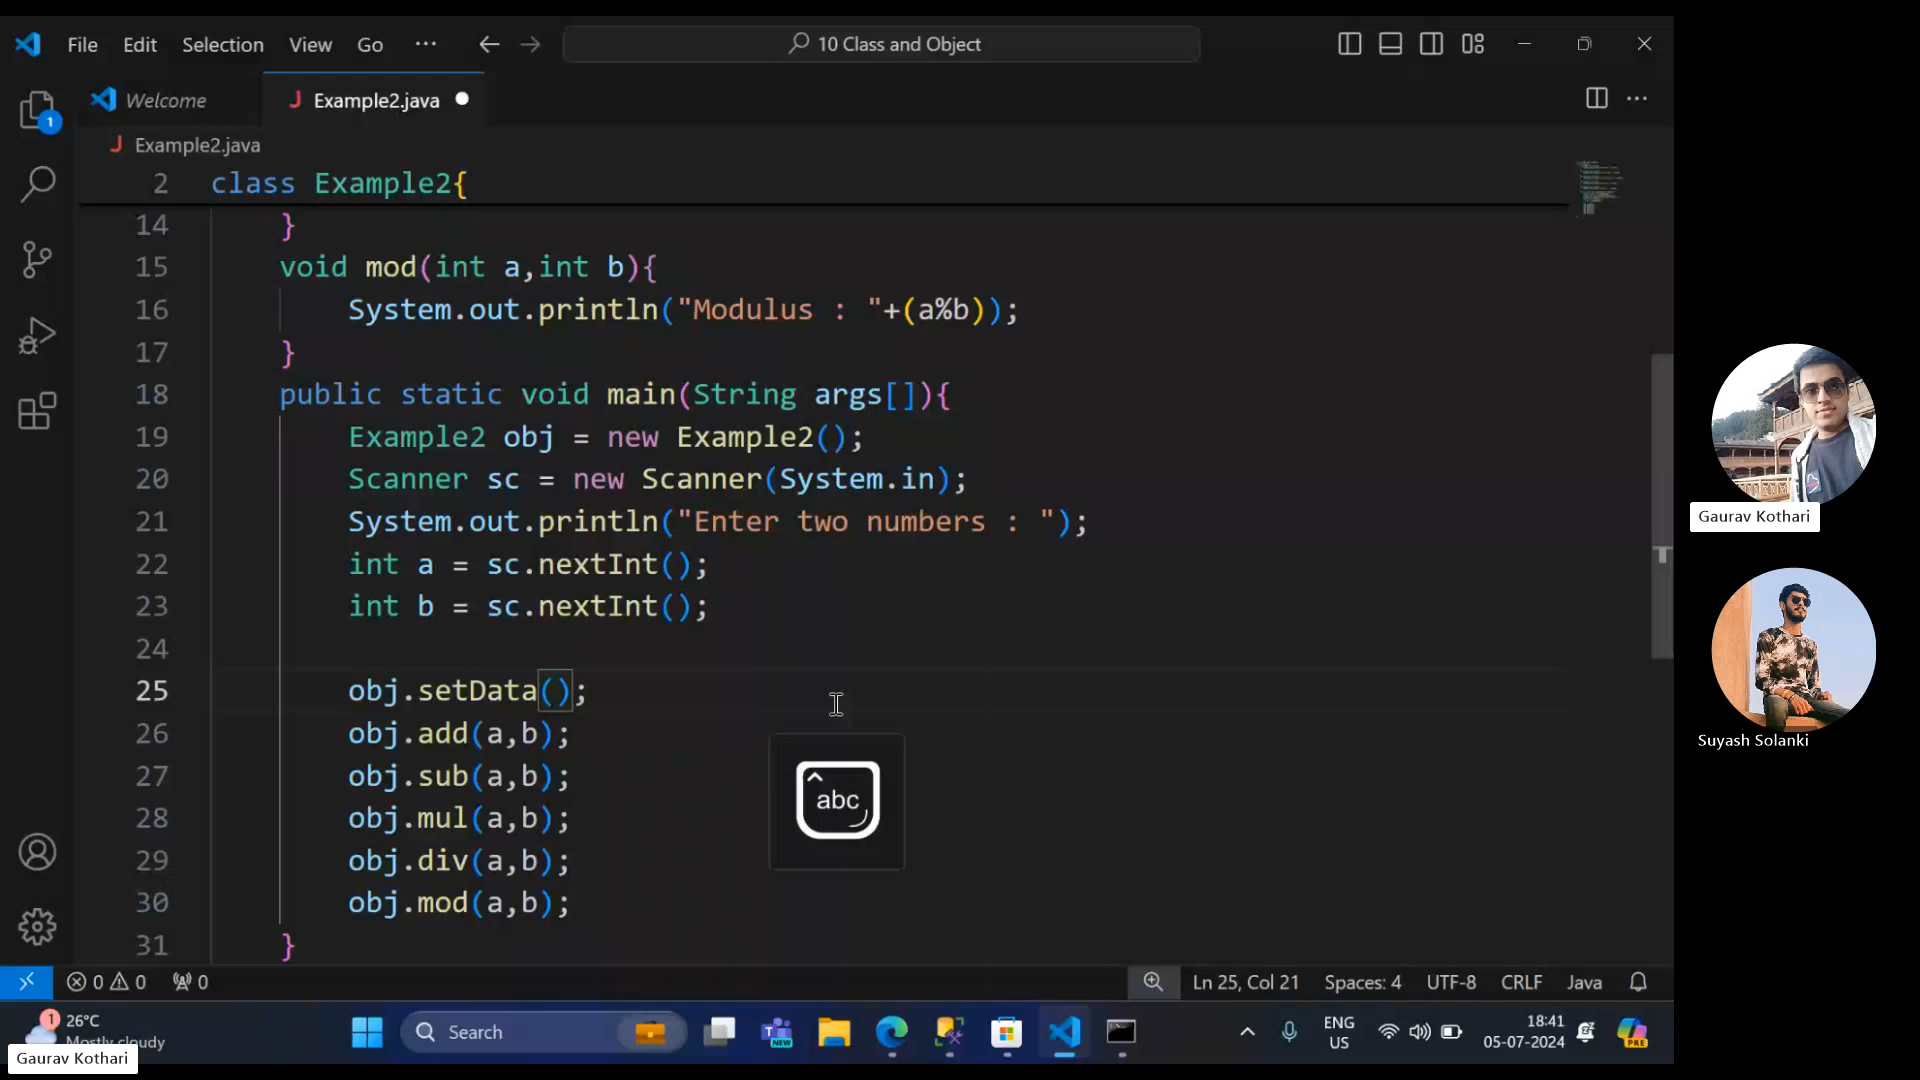 File Edit Selection View Go ··· 10 Class and Object
Welcome Example2.java
Example2.java
2 class Example2{
14 }
15 void mod(int a,int b){
16 System.out.println("Modulus : "+(a%b));
17 }
18 public static void main(String args[]){
19 Example2 obj = new Example2();
20 Scanner sc = new Scanner(System.in);
21 System.out.println("Enter two numbers : ");
22 int a = sc.nextInt();
23 int b = sc.nextInt();
24
25 obj.setData();
26 obj.add(a,b);
27 obj.sub(a,b);
28 obj.mul(a,b);
29 obj.div(a,b);
30 obj.mod(a,b);
31 }
1
abc
Gaurav Kothari
Suyash Solanki
0 0 0 Ln 25, Col 21 Spaces: 4 UTF-8 CRLF Java
1 26°C
Mostly cloudy
Search
NEW
ENG
US
18:41
05-07-2024
PRE
Gaurav Kothari